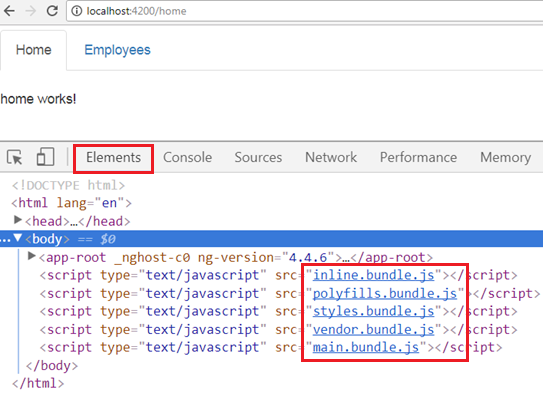 localhost:4200/home
Home Employees
home works!
Elements Console Sources Network Performance Memory
<!DOCTYPE html>
<html lang="en">
▶<head>…</head>
...▼<body> == $0
▶<app-root _nghost-c0 ng-version="4.4.6">…</app-root>
<script type="text/javascript" src="inline.bundle.js"></script>
<script type="text/javascript" src="polyfills.bundle.js"></script>
<script type="text/javascript" src="styles.bundle.js"></script>
<script type="text/javascript" src="vendor.bundle.js"></script>
<script type="text/javascript" src="main.bundle.js"></script>
</body>
</html>